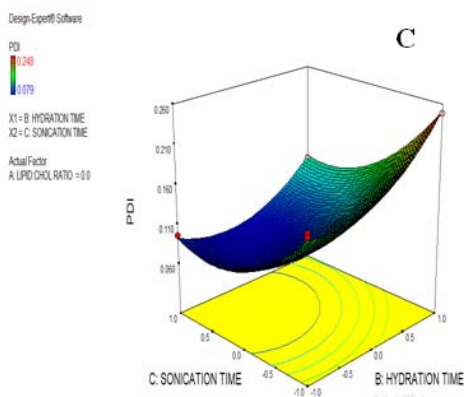 Design-Expert® Software
C
PDI
0.248
0.079
X1 = B: HYDRATION TIME
X2 = C: SONICATION TIME
Actual Factor
A: LIPID:CHOL RATIO = 0.0
0.260
0.210
0.160
0.110
0.060
PDI
1.0
0.5
0.0
-0.5
-1.0
-1.0
-0.5
0.0
0.5
1.0
C: SONICATION TIME
B: HYDRATION TIME